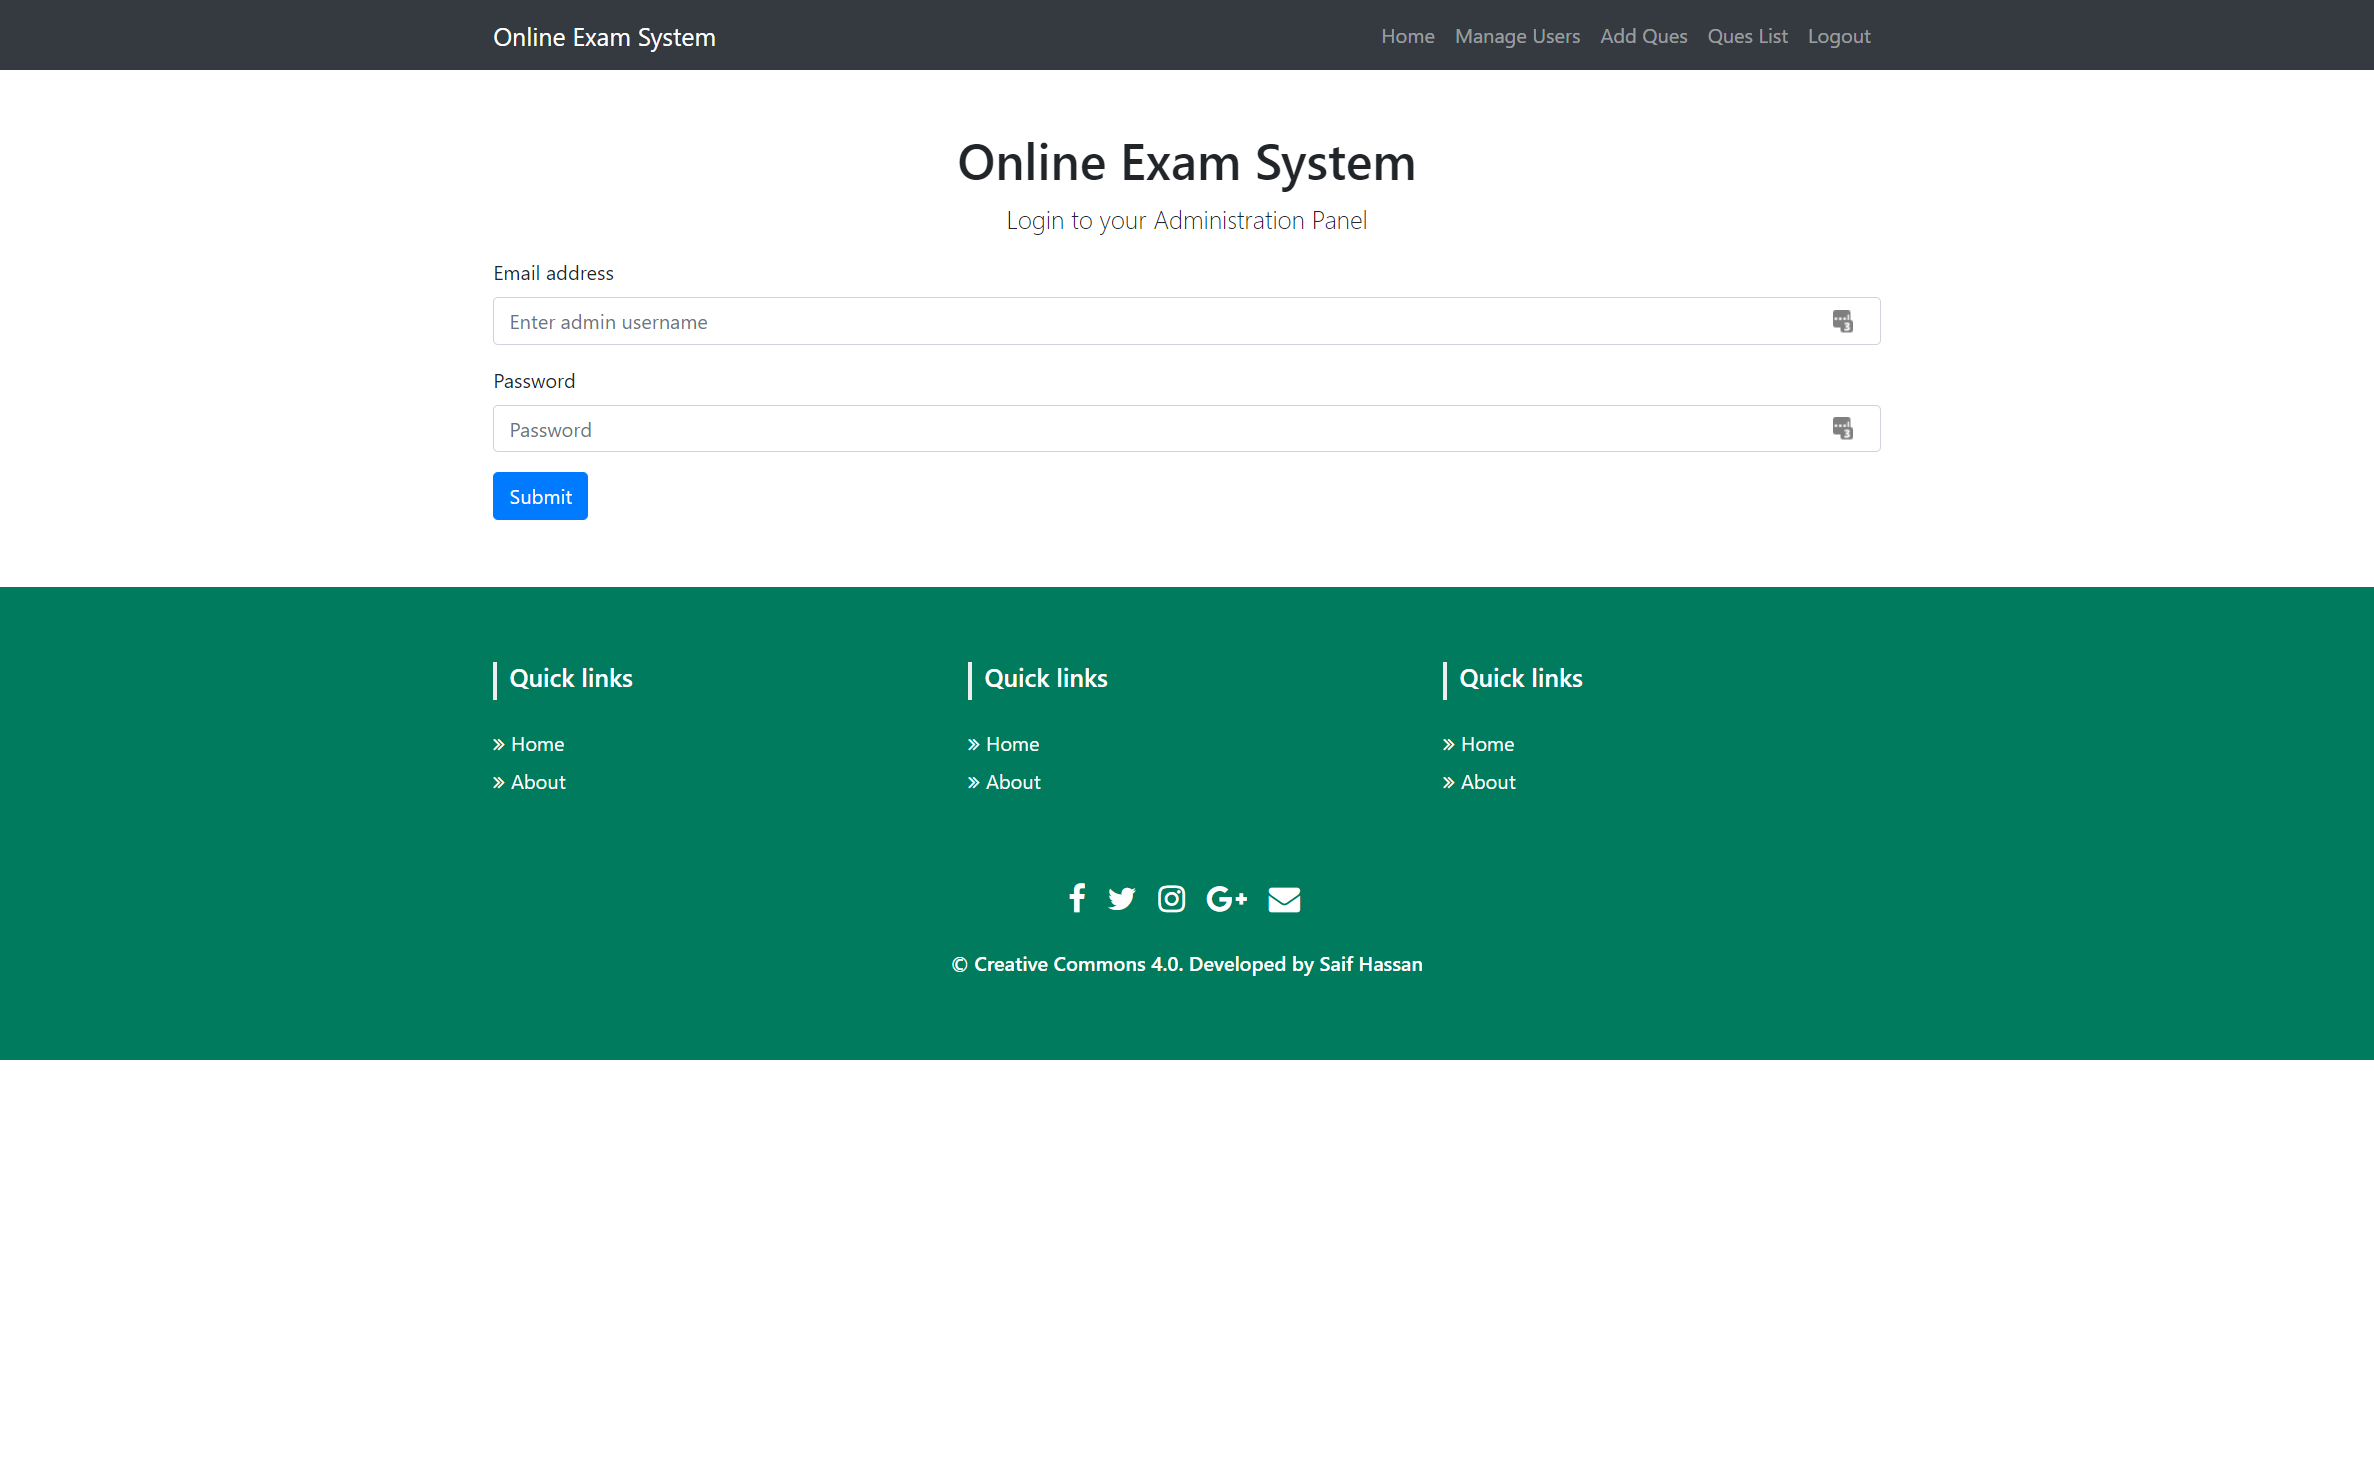 Online Exam System
Home Manage Users Add Ques Ques List Logout
Online Exam System
Login to your Administration Panel
Email address
Enter admin username
3
Password
Password
3
Submit
Quick links
» Home
» About
Quick links
» Home
» About
Quick links
» Home
» About
© Creative Commons 4.0. Developed by Saif Hassan